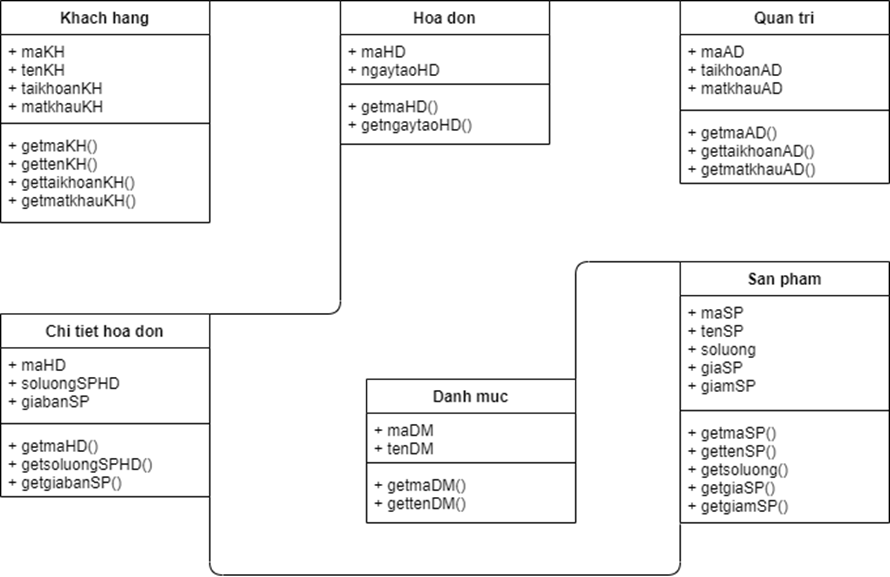 Khach hang
+ maKH
+ tenKH
+ taikhoanKH
+ matkhauKH
+ getmaKH()
+ gettenKH()
+ gettaikhoanKH()
+ getmatkhauKH()
Hoa don
+ maHD
+ ngaytaoHD
+ getmaHD()
+ getngaytaoHD()
Quan tri
+ maAD
+ taikhoanAD
+ matkhauAD
+ getmaAD()
+ gettaikhoanAD()
+ getmatkhauAD()
Chi tiet hoa don
+ maHD
+ soluongSPHD
+ giabanSP
+ getmaHD()
+ getsoluongSPHD()
+ getgiabanSP()
Danh muc
+ maDM
+ tenDM
+ getmaDM()
+ gettenDM()
San pham
+ maSP
+ tenSP
+ soluong
+ giaSP
+ giamSP
+ getmaSP()
+ gettenSP()
+ getsoluong()
+ getgiaSP()
+ getgiamSP()